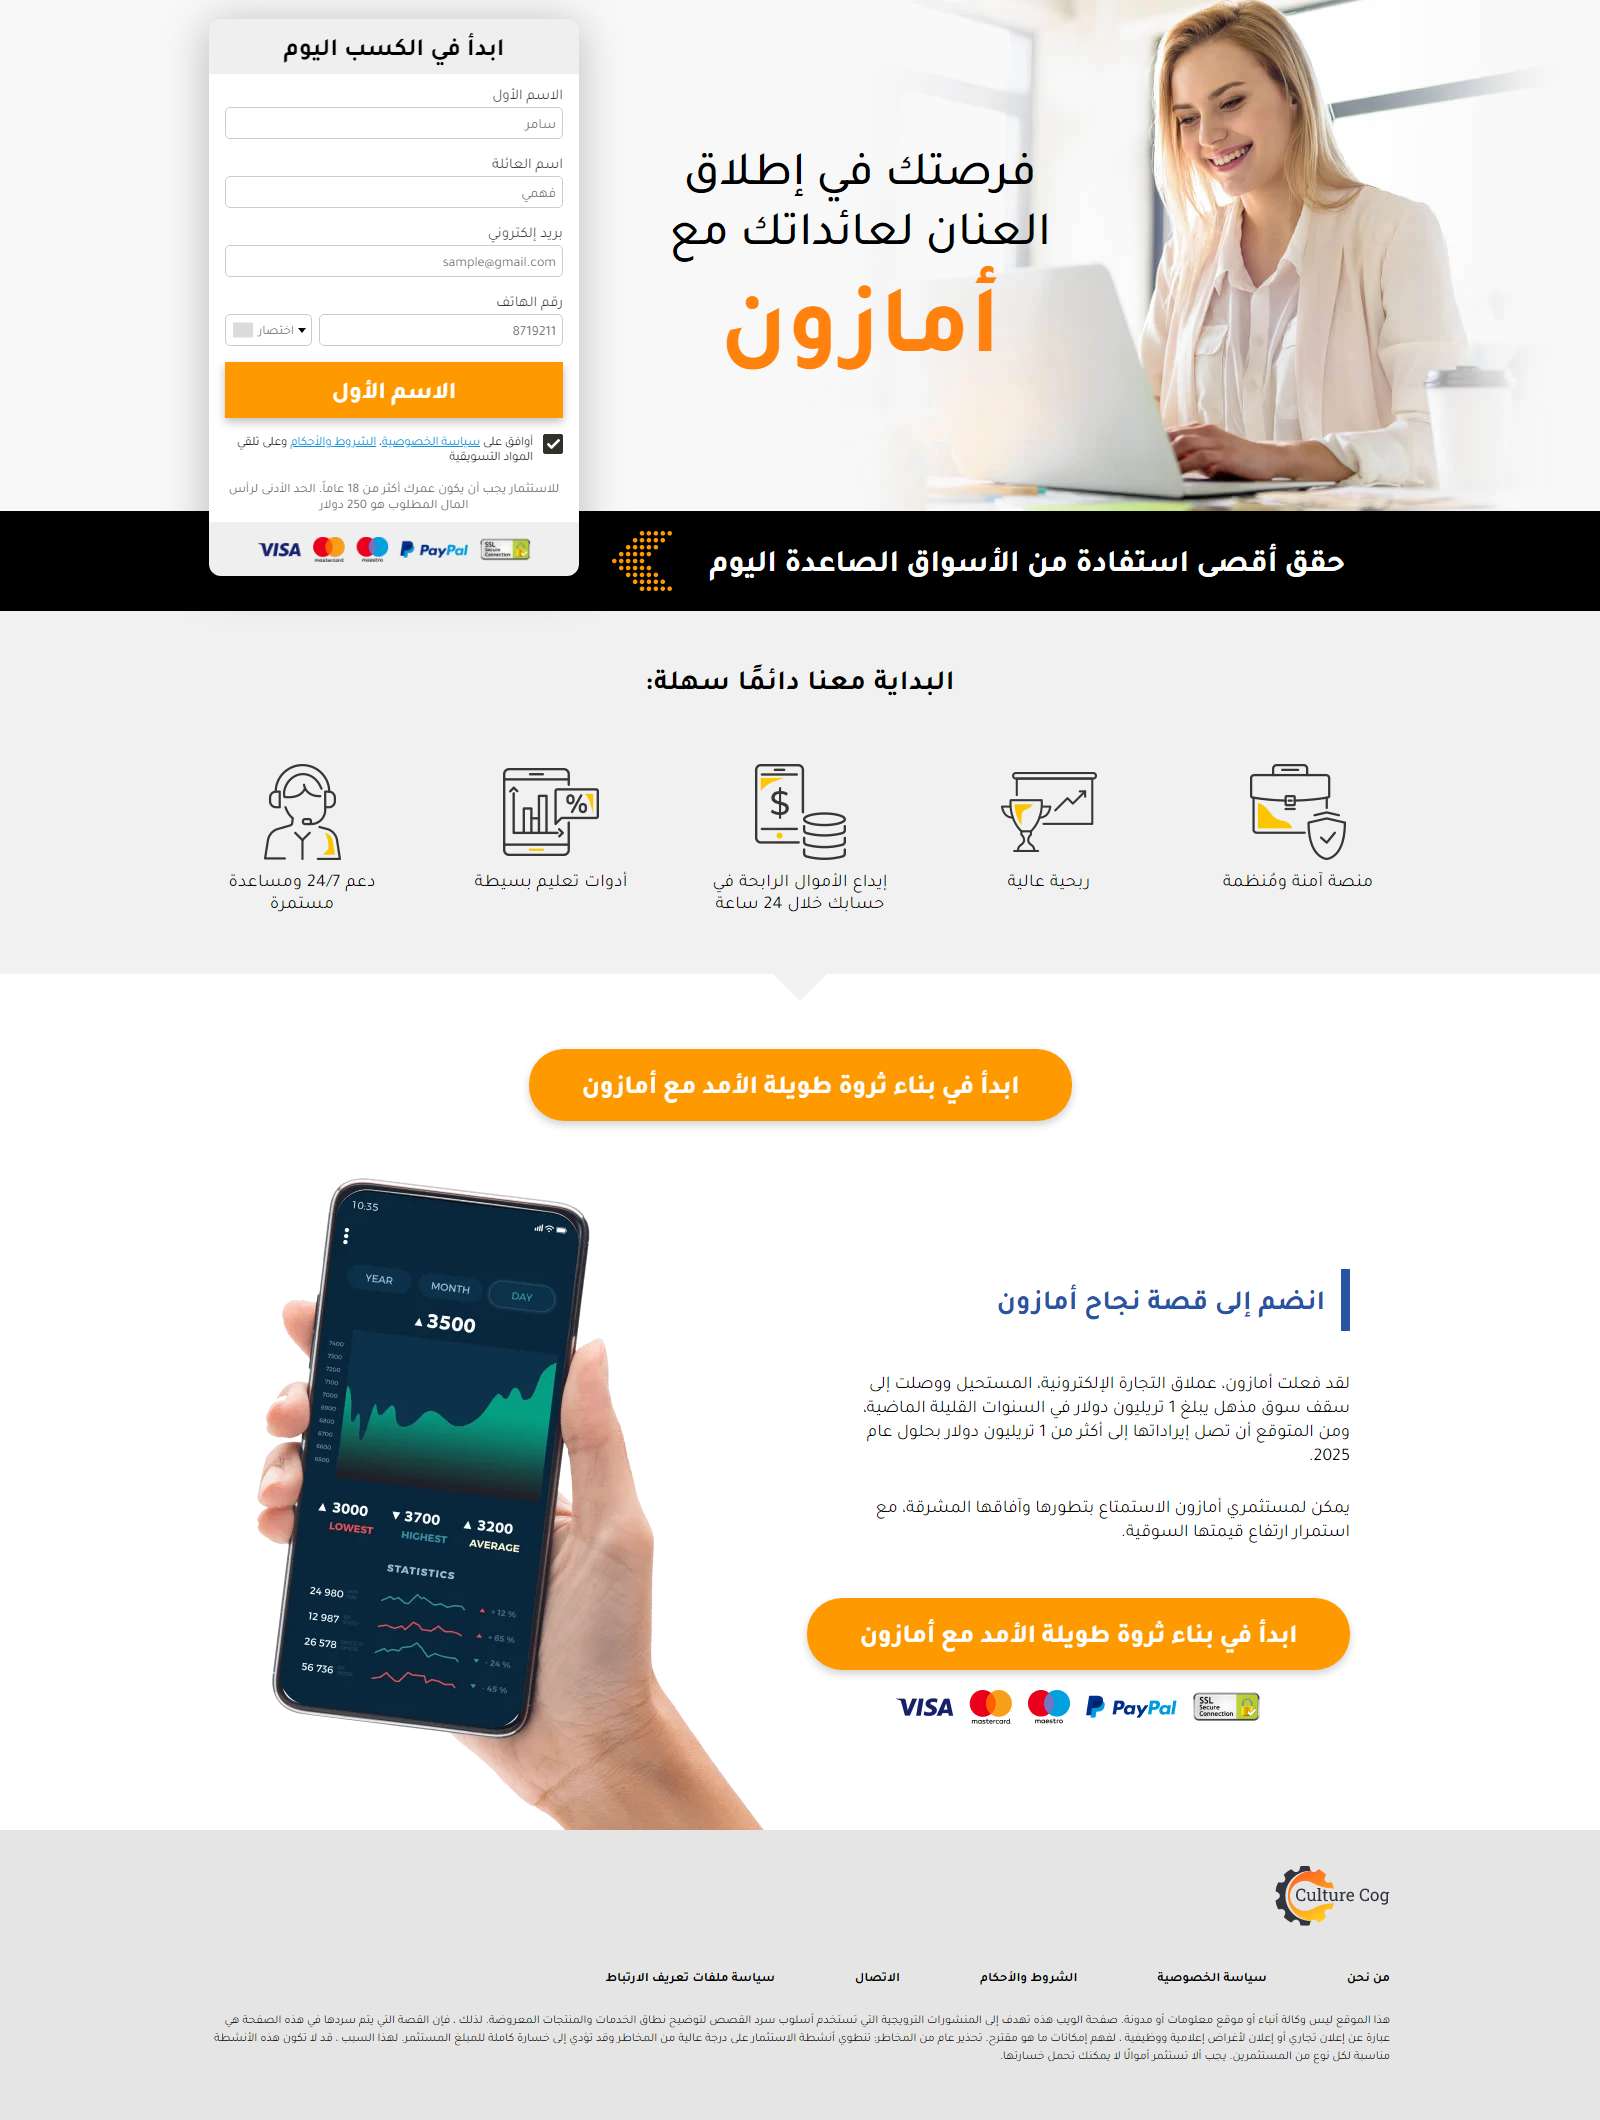 فرصتك في إطلاق
العنان لعائداتك مع
أمازون
ابدأ في الكسب اليوم
الاسم الأول
سامر
اسم العائلة
فهمي
بريد إلكتروني
sample@gmail.com
رقم الهاتف
8719211
اختصار
الاسم الأول
أوافق على سياسة الخصوصية، الشروط والأحكام وعلى تلقي
المواد التسويقية
للاستثمار يجب أن يكون عمرك أكثر من 18 عاماً. الحد الأدنى لرأس
المال المطلوب هو 250 دولار
VISA mastercard maestro PayPal SSL Secure Connection
حقق أقصى استفادة من الأسواق الصاعدة اليوم
البداية معنا دائمًا سهلة:
منصة آمنة ومُنظمة
ربحية عالية
إيداع الأموال الرابحة في
حسابك خلال 24 ساعة
أدوات تعليم بسيطة
دعم 24/7 ومساعدة
مستمرة
ابدأ في بناء ثروة طويلة الأمد مع أمازون
انضم إلى قصة نجاح أمازون
لقد فعلت أمازون، عملاق التجارة الإلكترونية، المستحيل ووصلت إلى
سقف سوق مذهل يبلغ 1 تريليون دولار في السنوات القليلة الماضية،
ومن المتوقع أن تصل إيراداتها إلى أكثر من 1 تريليون دولار بحلول عام
2025.
يمكن لمستثمري أمازون الاستمتاع بتطورها وآفاقها المشرقة، مع
استمرار ارتفاع قيمتها السوقية.
ابدأ في بناء ثروة طويلة الأمد مع أمازون
VISA mastercard maestro PayPal SSL Secure Connection
10:35
YEAR MONTH DAY
▲3500
7400
7300
7200
7100
7000
6900
6800
6700
6600
6500
▲ 3000 ▼ 3700 ▲ 3200
LOWEST HIGHEST AVERAGE
STATISTICS
24 980 ▲ +12 %
12 987 ▲ +65 %
26 578 ▼ - 24 %
56 736 ▼ - 45 %
Culture Cog
من نحن
سياسة الخصوصية
الشروط والأحكام
الاتصال
سياسة ملفات تعريف الارتباط
هذا الموقع ليس وكالة أنباء أو موقع معلومات أو مدونة. صفحة الويب هذه تهدف إلى المنشورات الترويجية التي تستخدم أسلوب سرد القصص لتوضيح نطاق الخدمات والمنتجات المعروضة. لذلك ، فإن القصة التي يتم سردها في هذه الصفحة هي
عبارة عن إعلان تجاري أو إعلان لأغراض إعلامية ووظيفية ، لفهم إمكانات ما هو مقترح. تحذير عام من المخاطر: تنطوي أنشطة الاستثمار على درجة عالية من المخاطر وقد تؤدي إلى خسارة كاملة للمبلغ المستثمر. لهذا السبب ، قد لا تكون هذه الأنشطة
مناسبة لكل نوع من المستثمرين. يجب ألا تستثمر أموالًا لا يمكنك تحمل خسارتها.